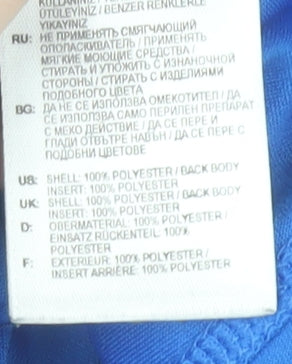 KULLANINIZ /
ÜTÜLEYİNİZ / BENZER RENKLERLE
YIKAYINIZ
RU: НЕ ПРИМЕНЯТЬ СМЯГЧАЮЩИЙ
ОПОЛАСКИВАТЕЛЬ / ПРИМЕНЯТЬ
МЯГКИЕ МОЮЩИЕ СРЕДСТВА /
СТИРАТЬ И УТЮЖИТЬ С ИЗНАНОЧНОЙ
СТОРОНЫ / СТИРАТЬ С ИЗДЕЛИЯМИ
ПОДОБНОГО ЦВЕТА
BG: ДА НЕ СЕ ИЗПОЛЗВА ОМЕКОТИТЕЛ / ДА
СЕ ИЗПОЛЗВА САМО ПЕРИЛЕН ПРЕПАРАТ
С МЕКО ДЕЙСТВИЕ / ДА СЕ ПЕРЕ И
ГЛАДИ ОТВЪТРЕ НАВЪН / ДА СЕ ПЕРЕ С
ПОДОБНИ ЦВЕТОВЕ
US: SHELL: 100% POLYESTER / BACK BODY
INSERT: 100% POLYESTER
UK: SHELL: 100% POLYESTER / BACK BODY
INSERT: 100% POLYESTER
D: OBERMATERIAL: 100% POLYESTER /
EINSATZ RÜCKENTEIL: 100%
POLYESTER
F: EXTERIEUR: 100% POLYESTER /
INSERT ARRIÈRE: 100% POLYESTER